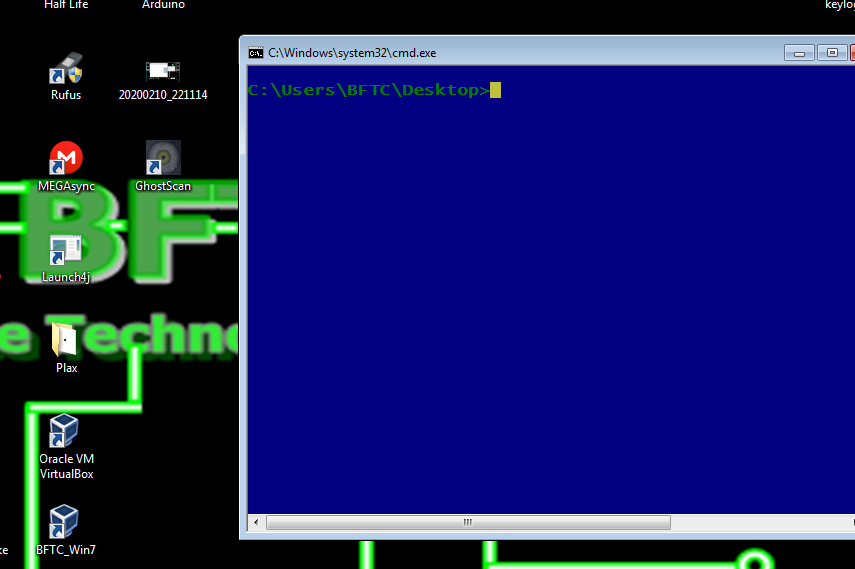 Half Life
Arduino
keylo
C:\Windows\system32\cmd.exe
C:\Users\BFTC\Desktop>
Rufus
20200210_221114
MEGAsync
GhostScan
BF
Launch4j
e Techno
Plax
Oracle VM
VirtualBox
BFTC_Win7